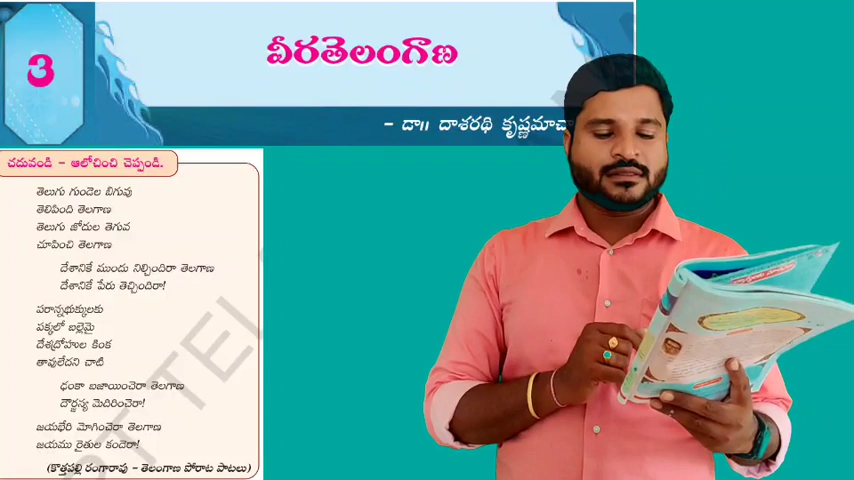 3
వీరతెలంగాణ
- డా॥ దాశరథి కృష్ణమాచా
చదువండి - ఆలోచించి చెప్పండి.
తెలుగు గుండెల బిగువు
తెలిపింది తెలగాణ
తెలుగు జోదుల తెగువ
చూపించి తెలగాణ
దేశానికే ముందు నిల్చిందిరా తెలగాణ
దేశానికే పేరు తెచ్చిందిరా!
పరాన్నభుక్కులకు
పక్కలో బల్లెమై
దేశద్రోహుల కింక
తావులేదని చాటి
ఢంకా బజాయించెరా తెలగాణ
దౌర్జన్య మెదిరించెరా!
జయభేరి మోగించెరా తెలగాణ
జయము రైతుల కందెరా!
(కొత్తపల్లి రంగారావు - తెలంగాణ పోరాట పాటలు)